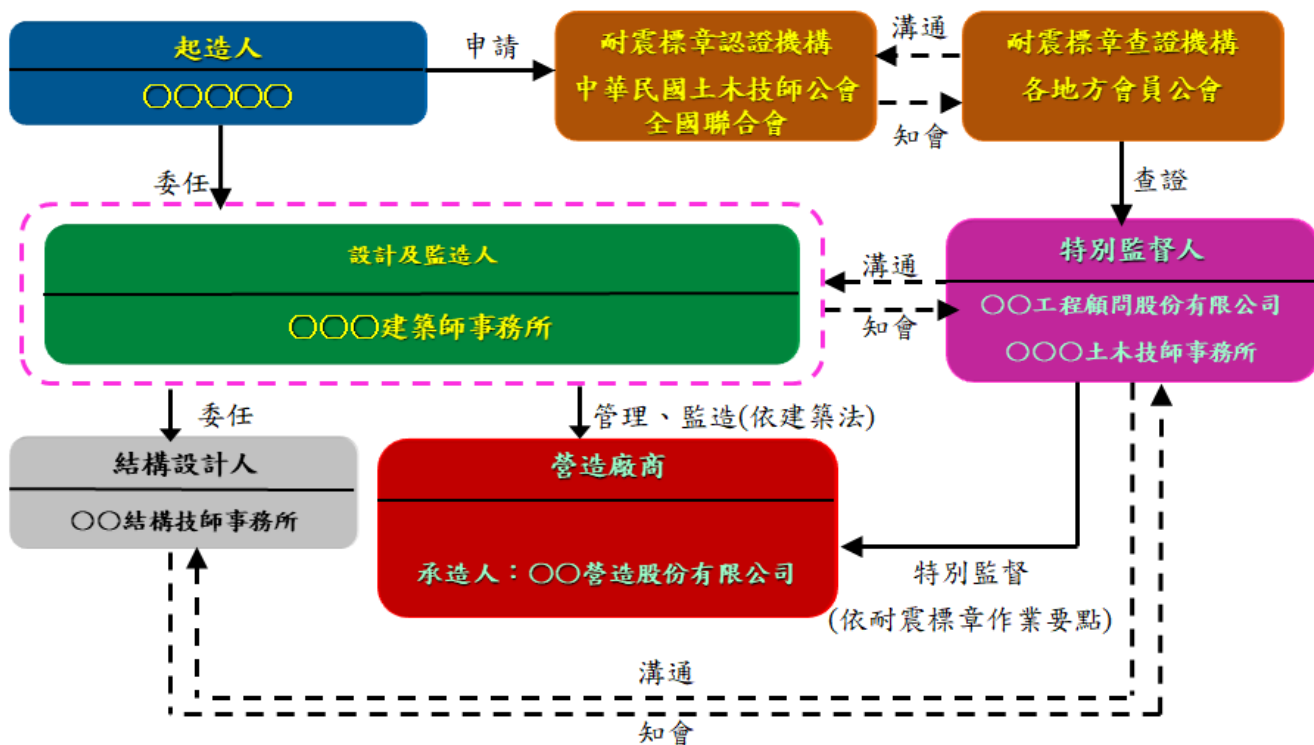 起造人
○○○○○
申請
耐震標章認證機構
中華民國土木技師公會
全國聯合會
溝通
知會
耐震標章查證機構
各地方會員公會
委任
查證
設計及監造人
○○○建築師事務所
溝通
知會
特別監督人
○○工程顧問股份有限公司
○○○土木技師事務所
委任
管理、監造(依建築法)
結構設計人
○○結構技師事務所
營造廠商
承造人：○○營造股份有限公司
特別監督
(依耐震標章作業要點)
溝通
知會